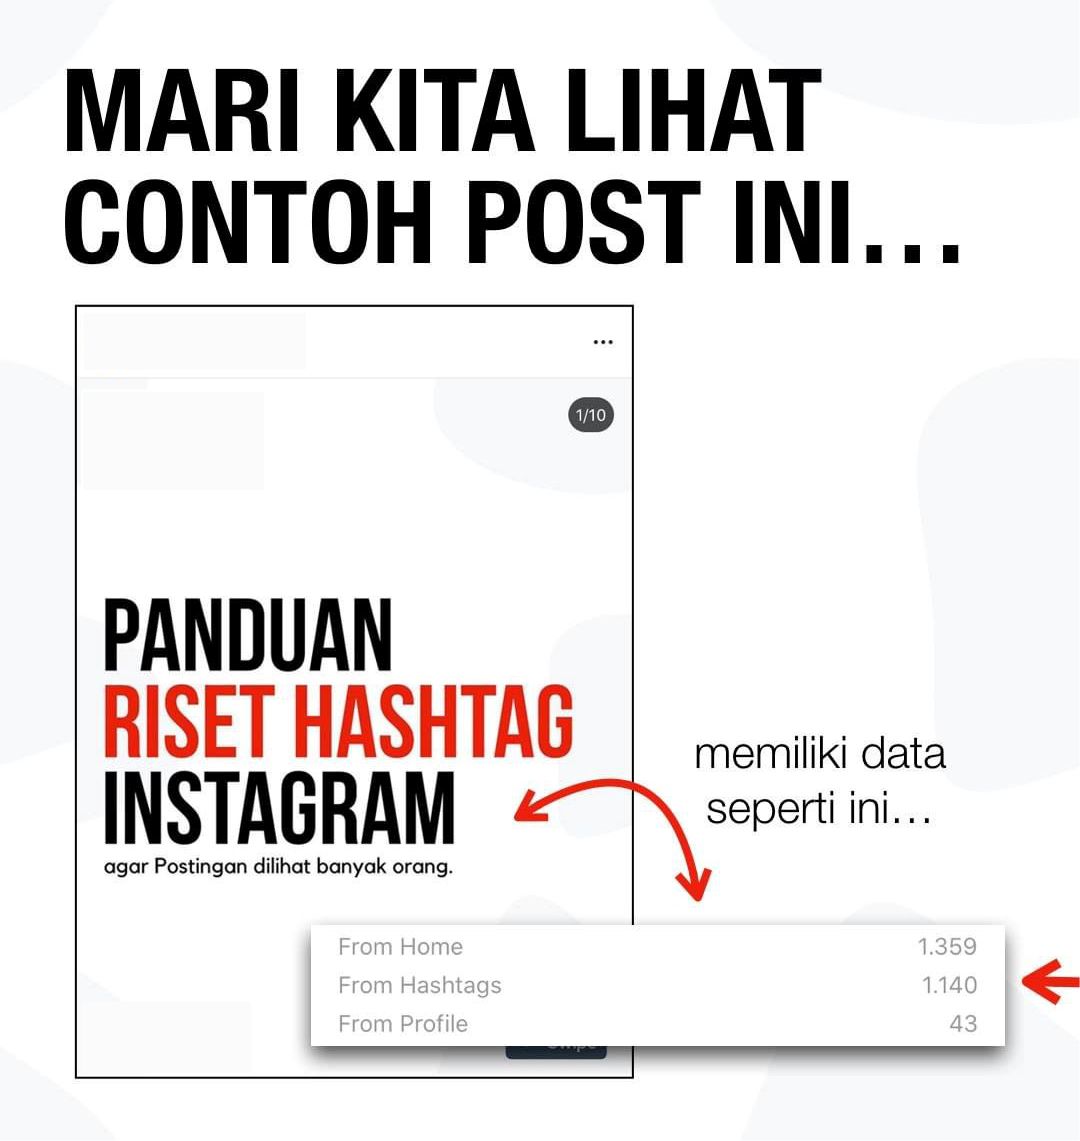 MARI KITA LIHAT
CONTOH POST INI...
...
1/10
PANDUAN
RISET HASHTAG
INSTAGRAM
agar Postingan dilihat banyak orang.
memiliki data
seperti ini...
From Home 1.359
From Hashtags 1.140
From Profile 43